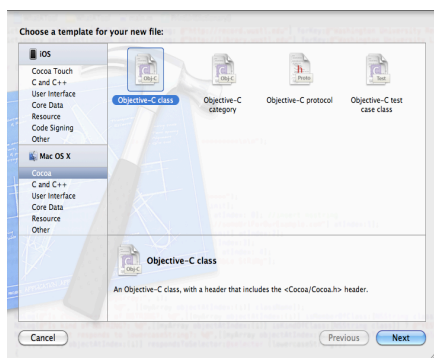 Choose a template for your new file:
iOS
Cocoa Touch
C and C++
User Interface
Core Data
Resource
Code Signing
Other
Mac OS X
Cocoa
C and C++
User Interface
Core Data
Resource
Other
Obj-C
Obj-C
h
Proto
Test
Objective-C class
Objective-C
category
Objective-C protocol
Objective-C test
case class
Obj-C
Objective-C class
An Objective-C class, with a header that includes the <Cocoa/Cocoa.h> header.
Cancel
Previous
Next